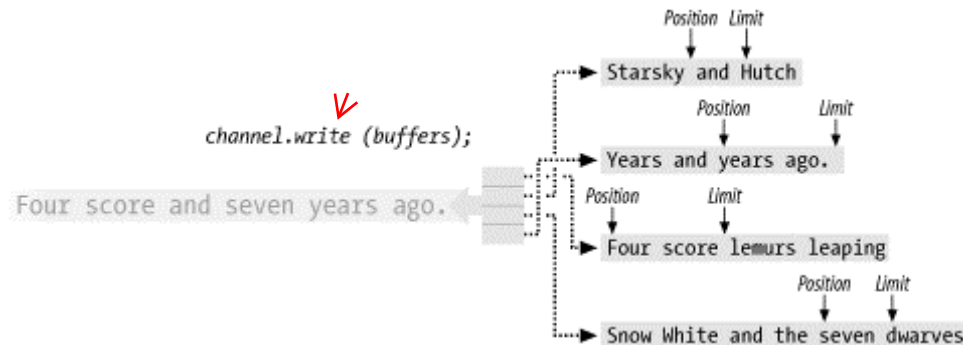 Position Limit
Starsky and Hutch
channel.write (buffers);
Position Limit
Years and years ago.
Four score and seven years ago.
Position Limit
Four score lemurs leaping
Position Limit
Snow White and the seven dwarves